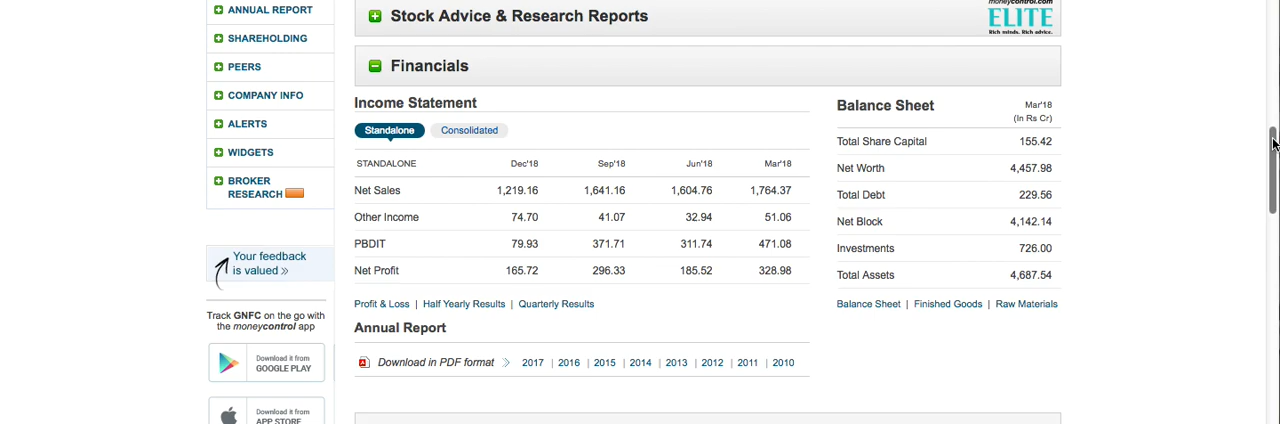 ANNUAL REPORT
SHAREHOLDING
PEERS
COMPANY INFO
ALERTS
WIDGETS
BROKER
RESEARCH
Your feedback
is valued »
Track GNFC on the go with
the moneycontrol app
Download it from
GOOGLE PLAY
Download it from
APP STORE
Stock Advice & Research Reports
moneycontrol.com
ELITE
Rich minds. Rich advice.
Financials
Income Statement
Standalone Consolidated
STANDALONE Dec'18 Sep'18 Jun'18 Mar'18
Net Sales 1,219.16 1,641.16 1,604.76 1,764.37
Other Income 74.70 41.07 32.94 51.06
PBDIT 79.93 371.71 311.74 471.08
Net Profit 165.72 296.33 185.52 328.98
Profit & Loss | Half Yearly Results | Quarterly Results
Annual Report
Download in PDF format 2017 | 2016 | 2015 | 2014 | 2013 | 2012 | 2011 | 2010
Balance Sheet Mar'18
(In Rs Cr)
Total Share Capital 155.42
Net Worth 4,457.98
Total Debt 229.56
Net Block 4,142.14
Investments 726.00
Total Assets 4,687.54
Balance Sheet | Finished Goods | Raw Materials